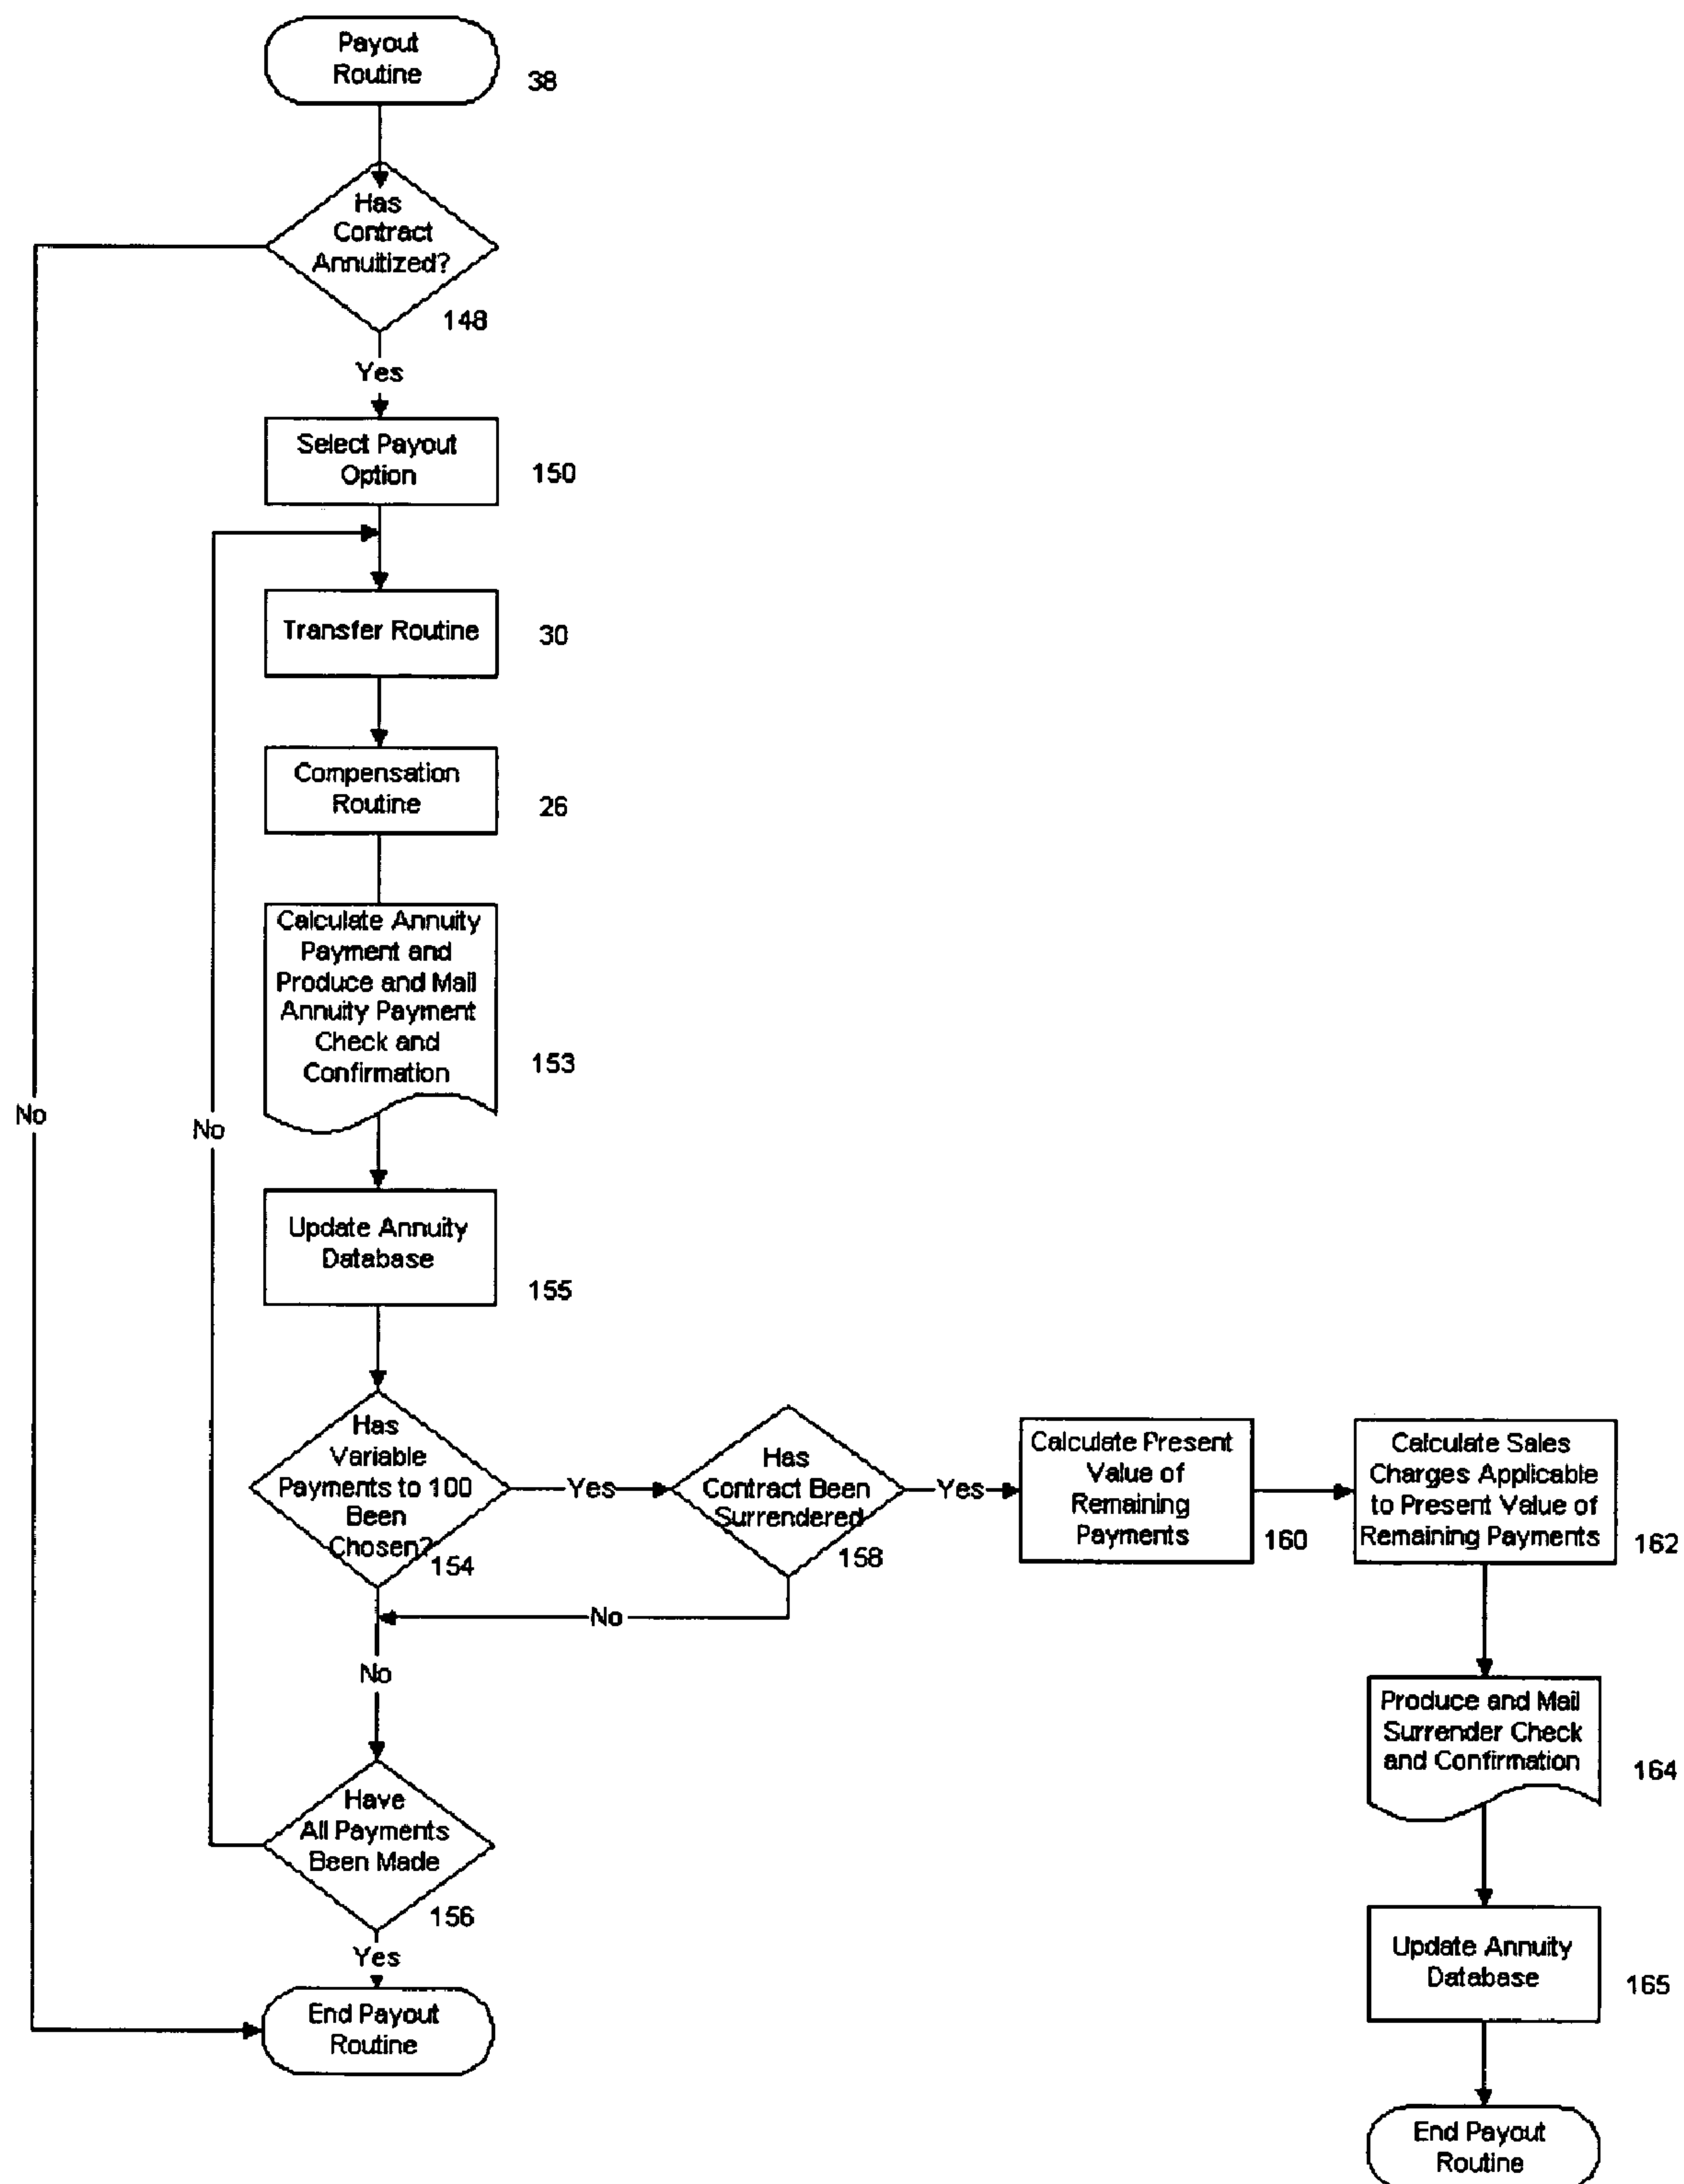 Payout
Routine
38
Has
Contract
Annuitized?
148
Yes
Select Payout
Option
150
Transfer Routine
30
Compensation
Routine
26
Calculate Annuity
Payment and
Produce and Mail
Annuity Payment
Check and
Confirmation
153
No
No
Update Annuity
Database
155
Has
Variable
Payments to 100
Been
Chosen?
154
Yes
Has
Contract Been
Surrendered
158
Yes
Calculate Present
Value of
Remaining
Payments
160
Calculate Sales
Charges Applicable
to Present Value of
Remaining Payments
162
No
No
Produce and Mail
Surrender Check
and Confirmation
164
Have
All Payments
Been Made
156
Yes
Update Annuity
Database
165
End Payout
Routine
End Payout
Routine